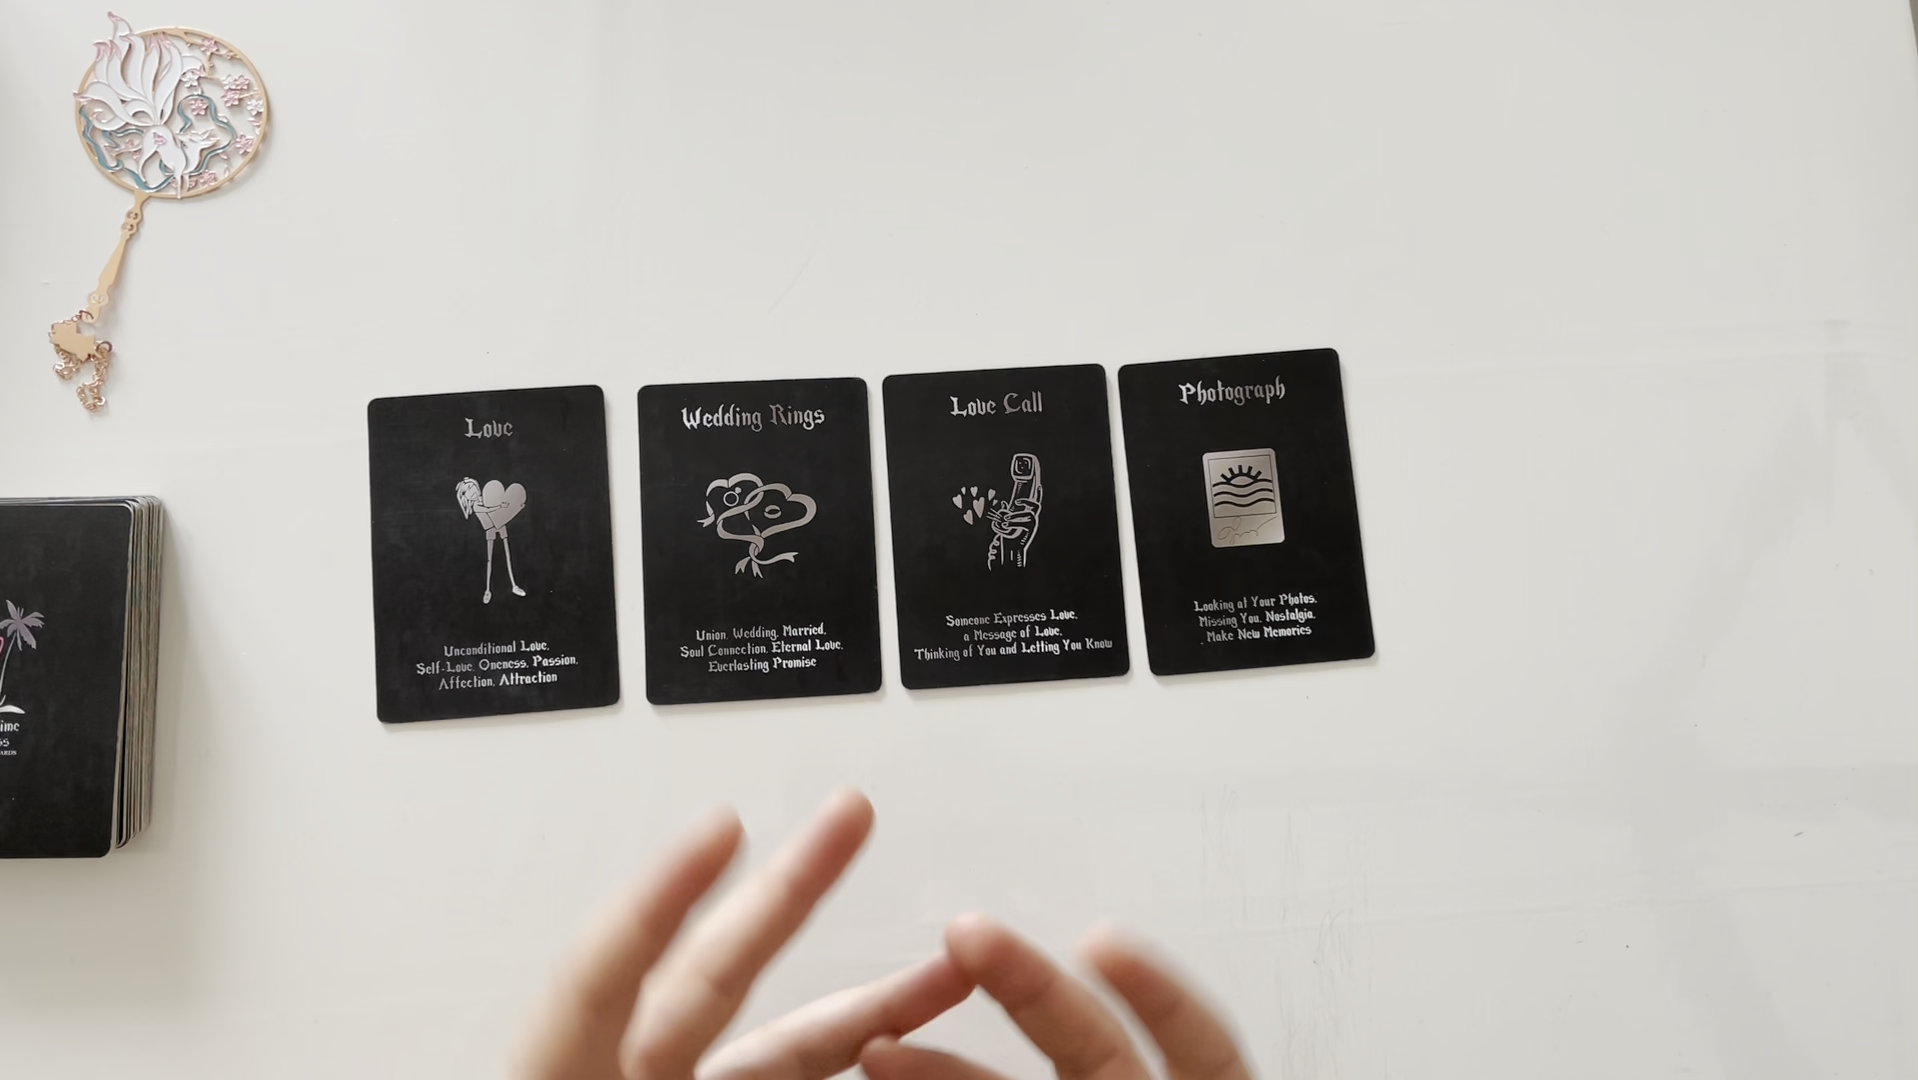 Love
Unconditional Love,
Self-Love, Oneness, Passion,
Affection, Attraction
Wedding Rings
Union, Wedding, Married,
Soul Connection, Eternal Love,
Everlasting Promise
Love Call
Someone Expresses Love,
a Message of Love,
Thinking of You and Letting You Know
Photograph
Looking at Your Photos,
Missing You, Nostalgia,
Make New Memories